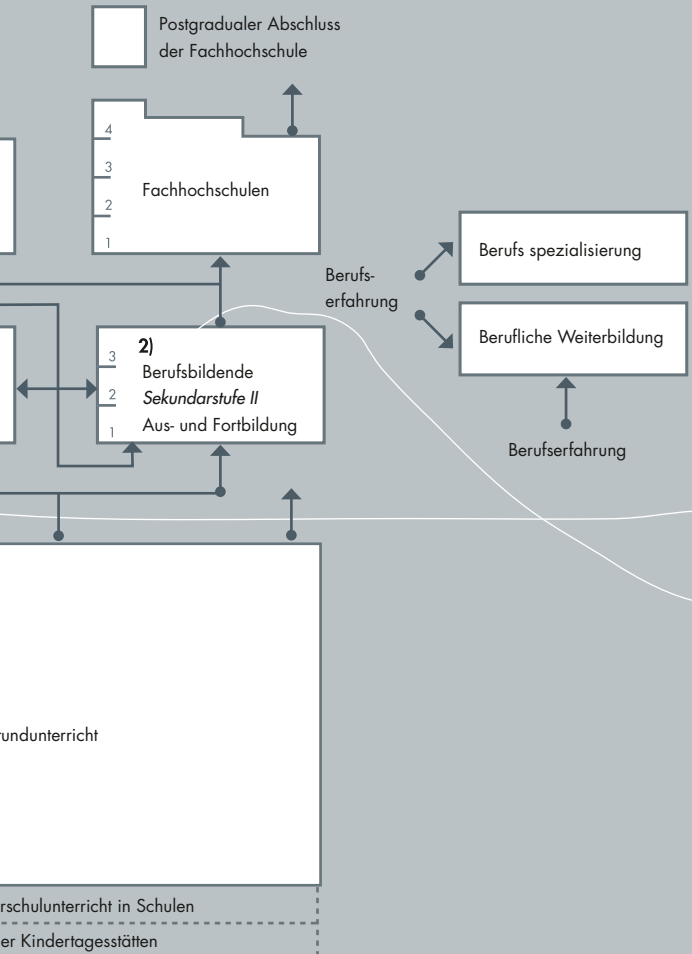 Postgradualer Abschluss
der Fachhochschule
4
3
2
1
Fachhochschulen
Berufs-
erfahrung
Berufs spezialisierung
Berufliche Weiterbildung
Berufserfahrung
3
2
1
2)
Berufsbildende
Sekundarstufe II
Aus- und Fortbildung
undunterricht
rschulunterricht in Schulen
er Kindertagesstätten